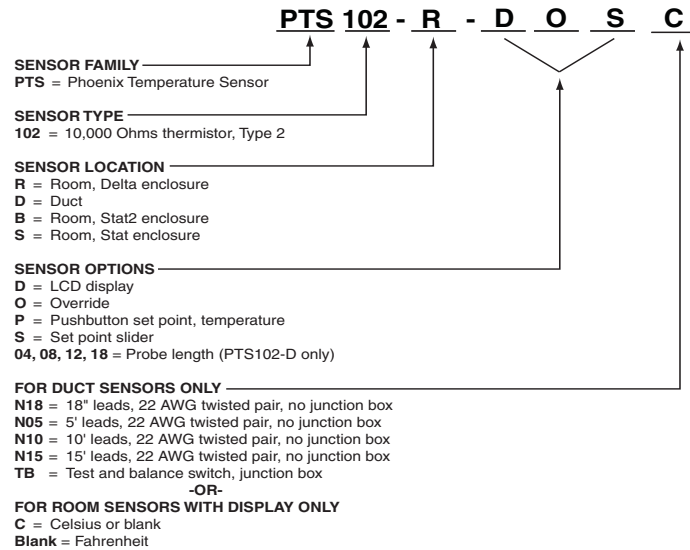 PTS 102 - R - D O S C
SENSOR FAMILY
PTS = Phoenix Temperature Sensor
SENSOR TYPE
102 = 10,000 Ohms thermistor, Type 2
SENSOR LOCATION
R = Room, Delta enclosure
D = Duct
B = Room, Stat2 enclosure
S = Room, Stat enclosure
SENSOR OPTIONS
D = LCD display
O = Override
P = Pushbutton set point, temperature
S = Set point slider
04, 08, 12, 18 = Probe length (PTS102-D only)
FOR DUCT SENSORS ONLY
N18 = 18" leads, 22 AWG twisted pair, no junction box
N05 = 5' leads, 22 AWG twisted pair, no junction box
N10 = 10' leads, 22 AWG twisted pair, no junction box
N15 = 15' leads, 22 AWG twisted pair, no junction box
TB = Test and balance switch, junction box
-OR-
FOR ROOM SENSORS WITH DISPLAY ONLY
C = Celsius or blank
Blank = Fahrenheit